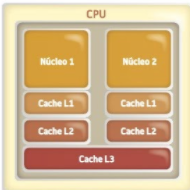 CPU
Núcleo 1 Núcleo 2
Cache L1 Cache L1
Cache L2 Cache L2
Cache L3